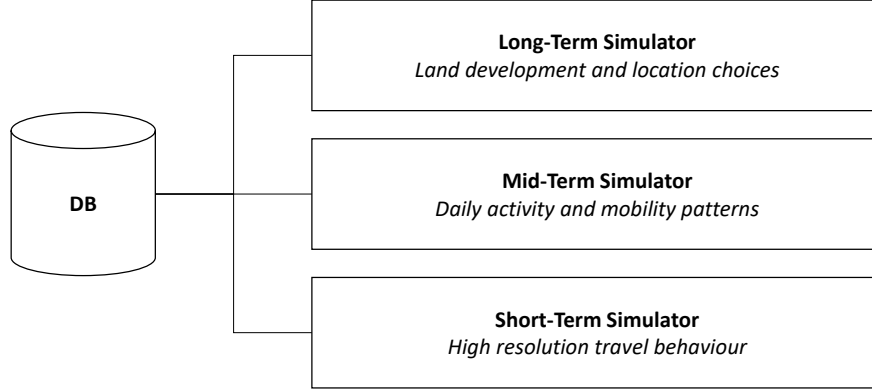 Long-Term Simulator
Land development and location choices
DB
Mid-Term Simulator
Daily activity and mobility patterns
Short-Term Simulator
High resolution travel behaviour